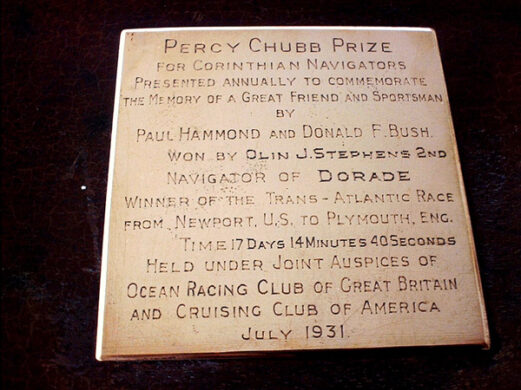 PERCY CHUBB PRIZE
FOR CORINTHIAN NAVIGATORS
PRESENTED ANNUALLY TO COMMEMORATE
THE MEMORY OF A GREAT FRIEND AND SPORTSMAN
BY
PAUL HAMMOND AND DONALD F. BUSH.
WON BY OLIN J. STEPHENS 2ND
NAVIGATOR OF DORADE
WINNER OF THE TRANS-ATLANTIC RACE
FROM NEWPORT, U.S. TO PLYMOUTH, ENG.
TIME 17 DAYS 14 MINUTES 40 SECONDS
HELD UNDER JOINT AUSPICES OF
OCEAN RACING CLUB OF GREAT BRITAIN
AND CRUISING CLUB OF AMERICA
JULY 1931.